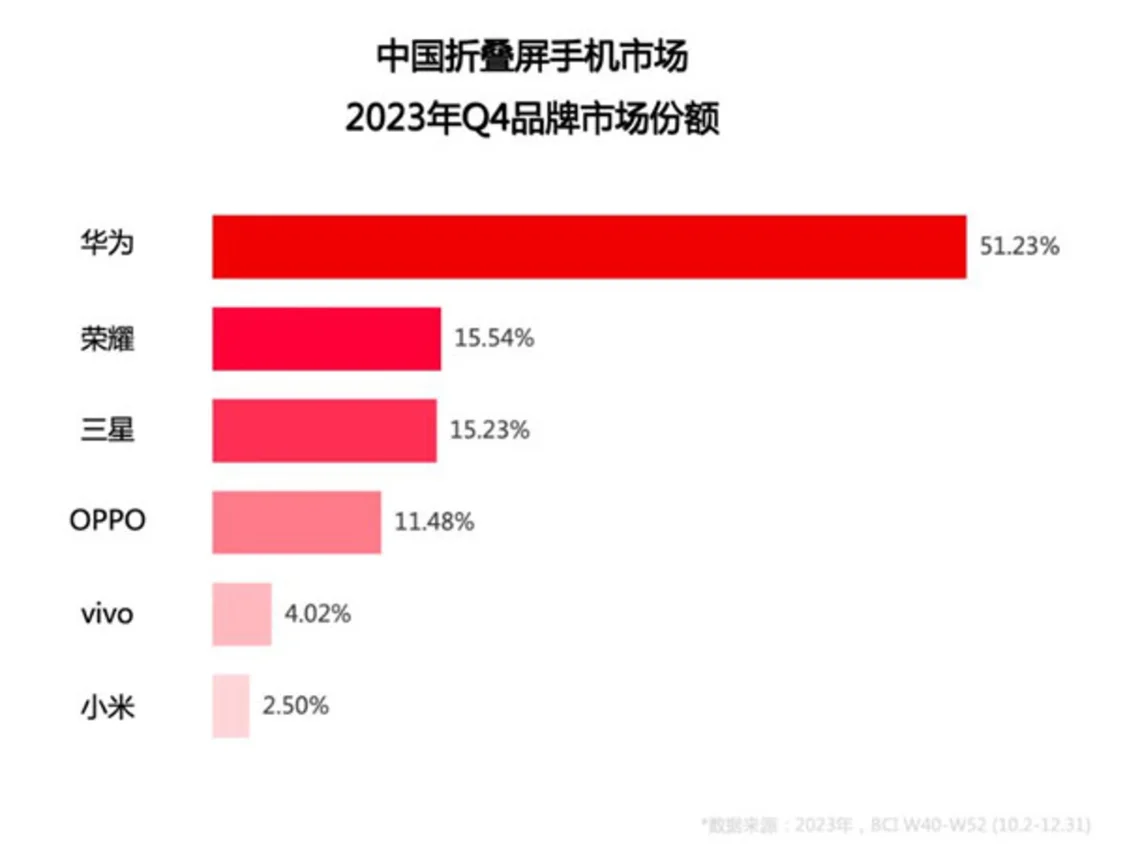 中国折叠屏手机市场
2023年Q4品牌市场份额
华为 51.23%
荣耀 15.54%
三星 15.23%
OPPO 11.48%
vivo 4.02%
小米 2.50%
*数据来源：2023年，BCI W40-W52 (10.2-12.31)